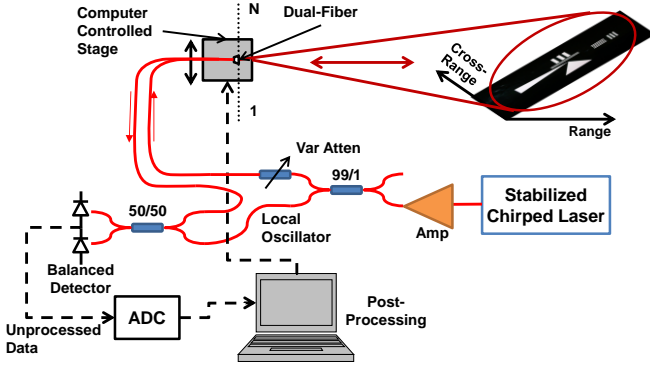 Computer
Controlled
Stage
N
Dual-Fiber
1
Cross-
Range
Range
Var Atten
99/1
50/50
Local
Oscillator
Amp
Stabilized
Chirped Laser
Balanced
Detector
Unprocessed
Data
ADC
Post-
Processing